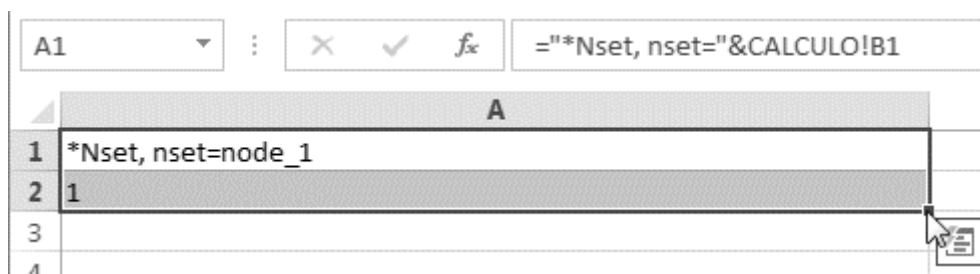 A1 fx ="*Nset, nset="&CALCULO!B1
A
1 *Nset, nset=node_1
2 1
3
4